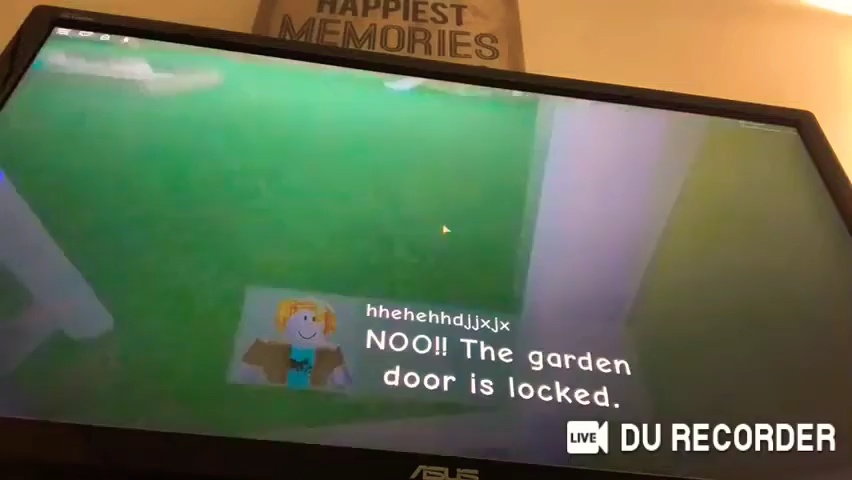 HAPPIEST
MEMORIES
hhehehhdjjxjx
NOO!! The garden
door is locked.
LIVE DU RECORDER
ASUS